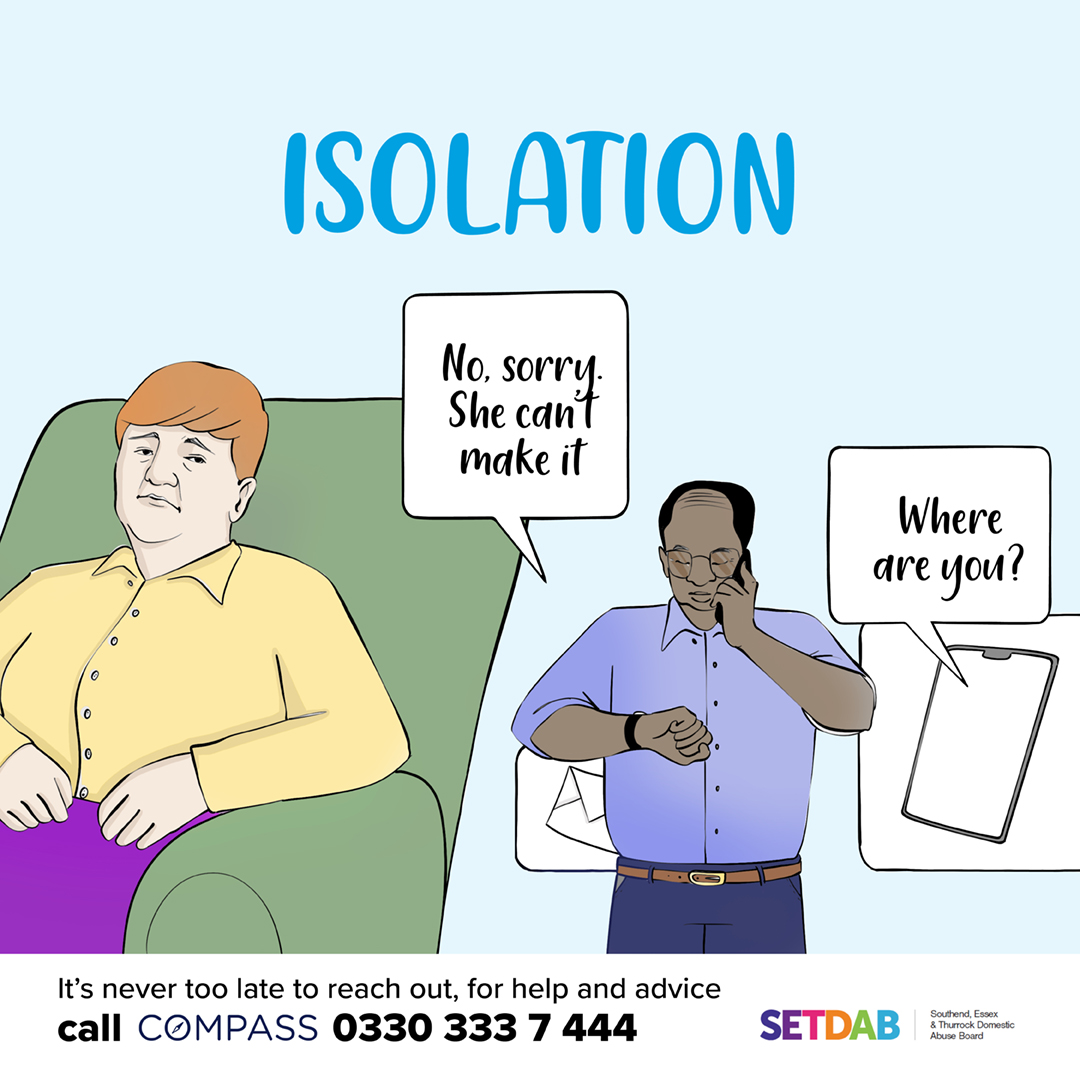 ISOLATION
No, sorry.
She can't
make it
Where
are you?
It's never too late to reach out, for help and advice
call COMPASS 0330 333 7 444
SETDAB
Southend, Essex
& Thurrock Domestic
Abuse Board